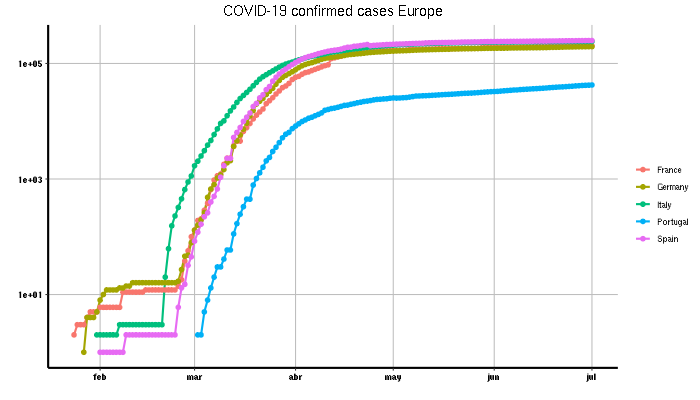 COVID-19 confirmed cases Europe
1e+05
1e+03
1e+01
feb mar abr may jun jul
France
Germany
Italy
Portugal
Spain